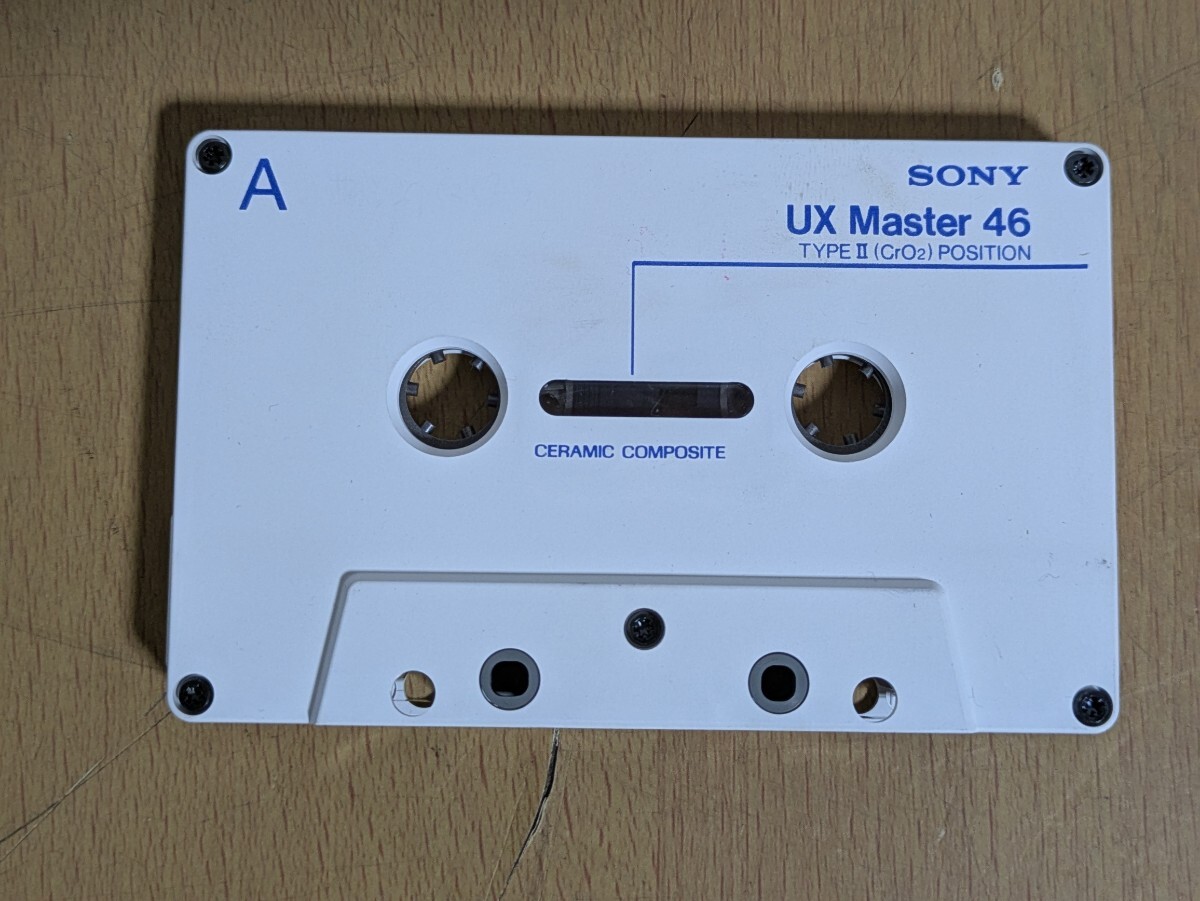 A
SONY
UX Master 46
TYPE II (CrO2) POSITION
CERAMIC COMPOSITE